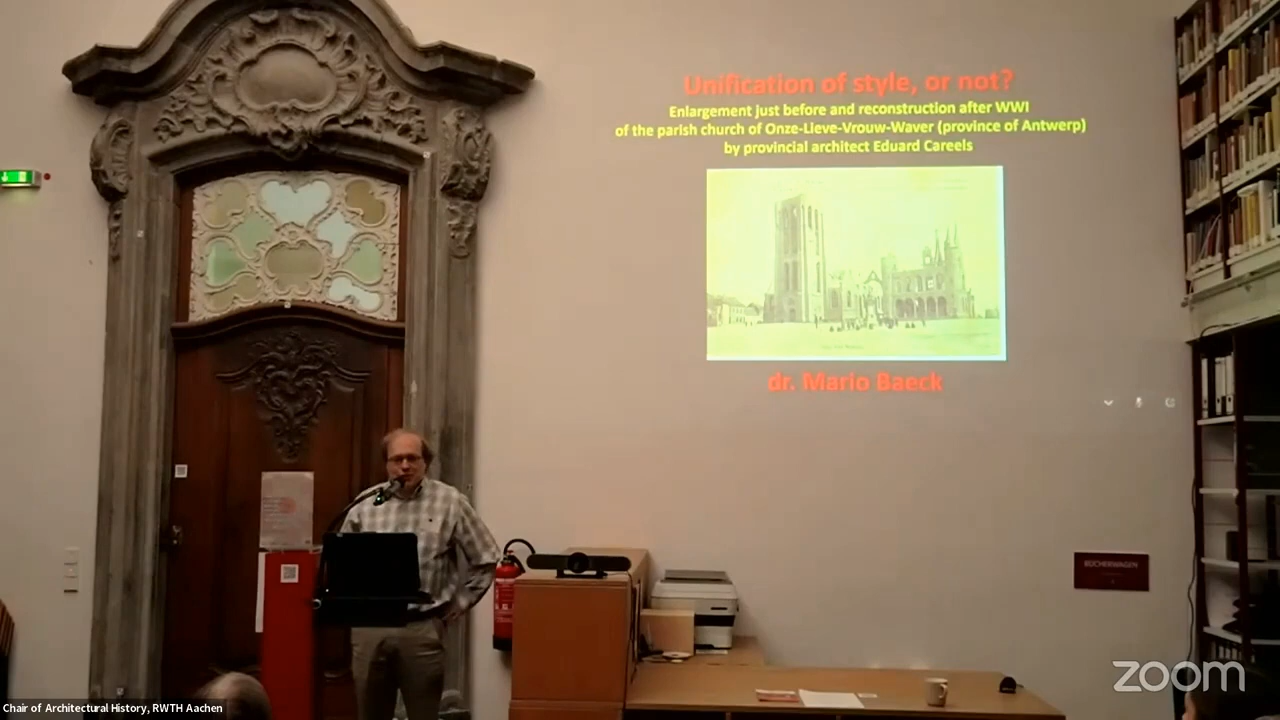 Unification of style, or not?
Enlargement just before and reconstruction after WWI
of the parish church of Onze-Lieve-Vrouw-Waver (province of Antwerp)
by provincial architect Eduard Careels
dr. Mario Baeck
BÜCHERWAGEN
zoom
Chair of Architectural History, RWTH Aachen